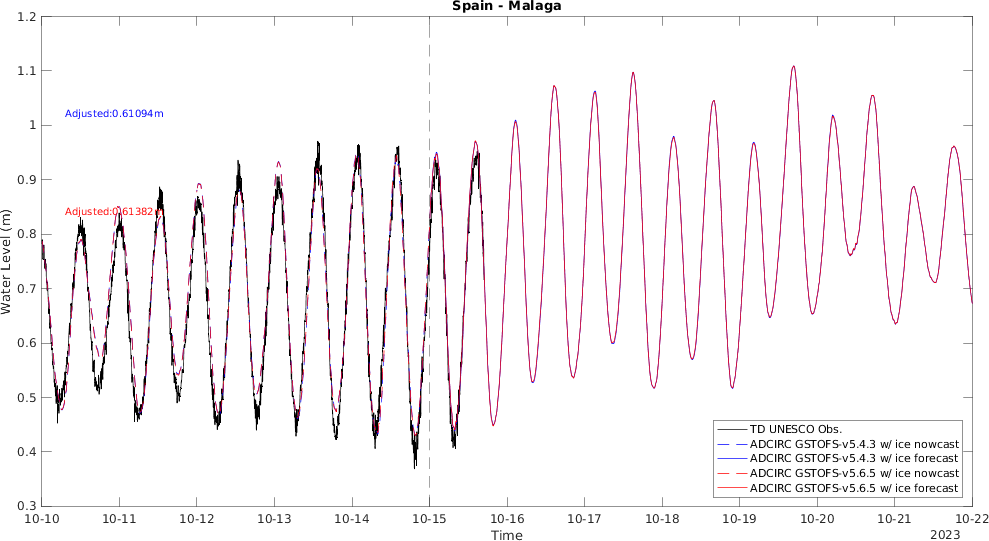 Spain - Malaga
1.2
1.1
1
0.9
0.8
0.7
0.6
0.5
0.4
0.3
Water Level (m)
Adjusted:0.61094m
Adjusted:0.61382m
TD UNESCO Obs.
ADCIRC GSTOFS-v5.4.3 w/ ice nowcast
ADCIRC GSTOFS-v5.4.3 w/ ice forecast
ADCIRC GSTOFS-v5.6.5 w/ ice nowcast
ADCIRC GSTOFS-v5.6.5 w/ ice forecast
10-10 10-11 10-12 10-13 10-14 10-15 10-16 10-17 10-18 10-19 10-20 10-21 10-22
Time
2023